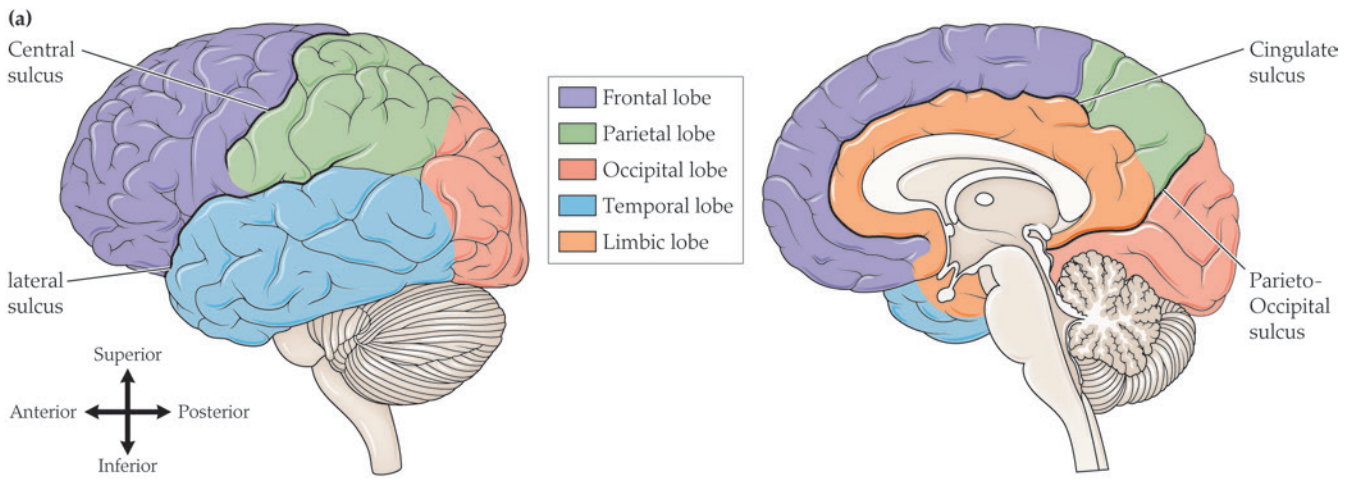 (a)
Central
sulcus
lateral
sulcus
Superior
Anterior
Posterior
Inferior
Frontal lobe
Parietal lobe
Occipital lobe
Temporal lobe
Limbic lobe
Cingulate
sulcus
Parieto-
Occipital
sulcus